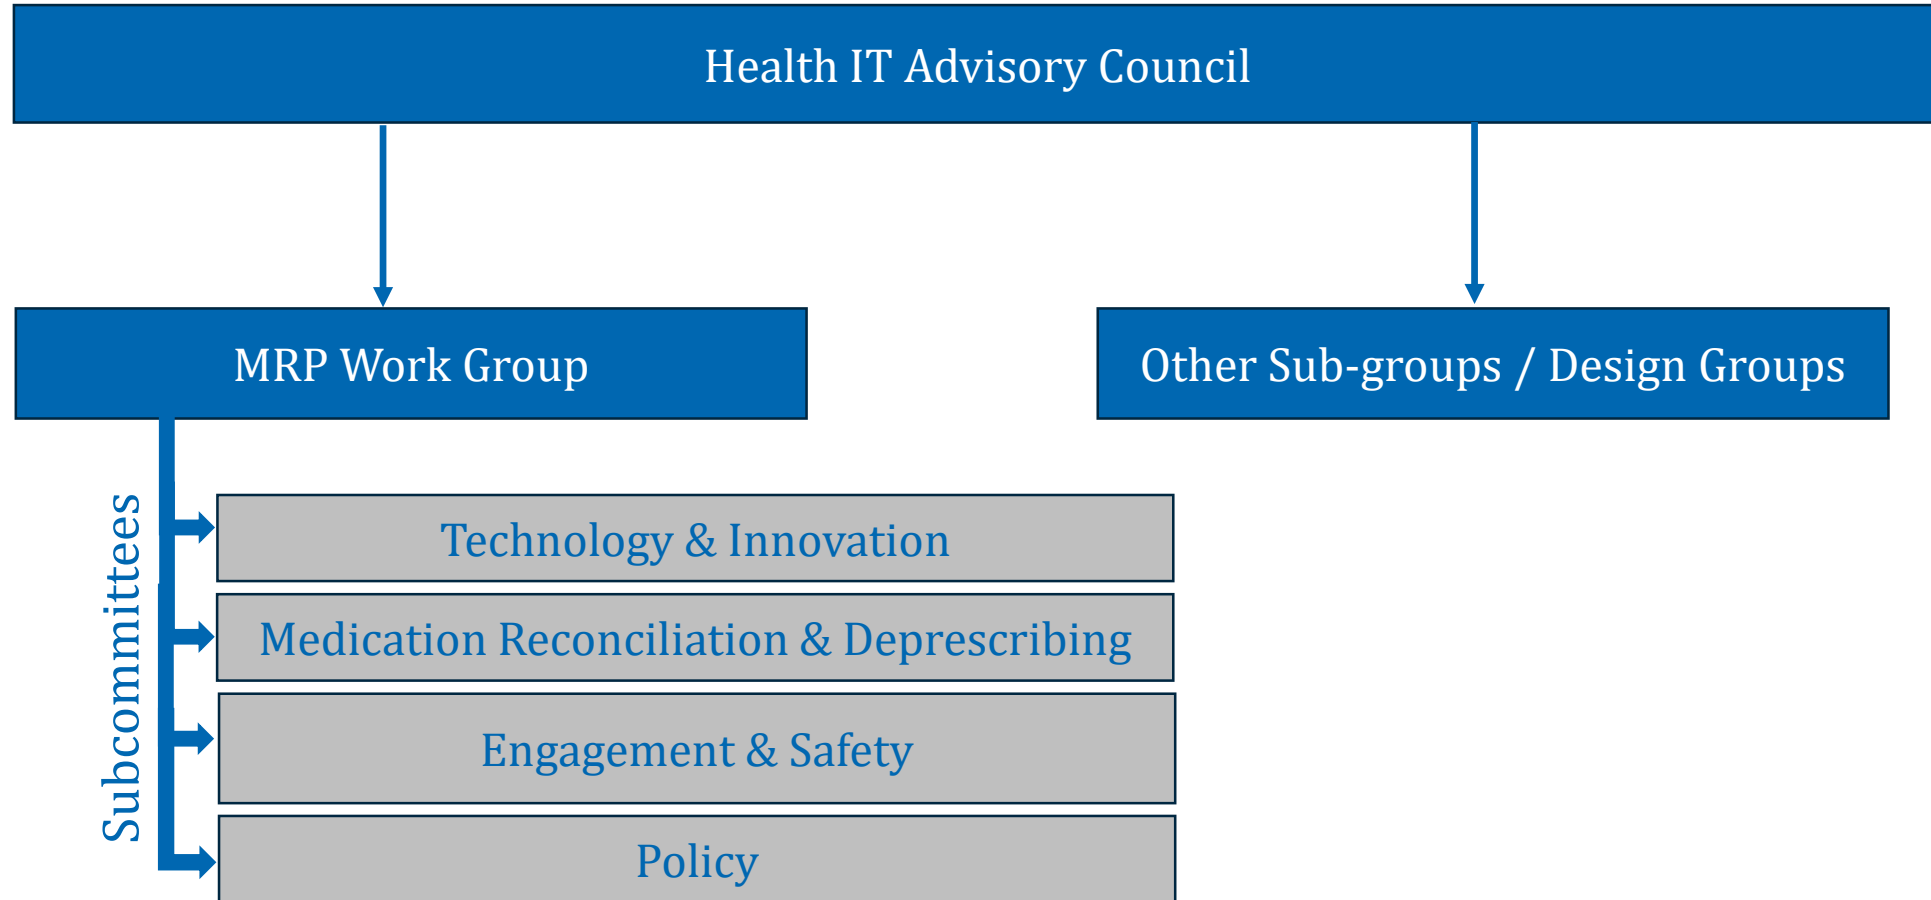 Health IT Advisory Council
MRP Work Group
Other Sub-groups / Design Groups
Subcommittees
Technology & Innovation
Medication Reconciliation & Deprescribing
Engagement & Safety
Policy